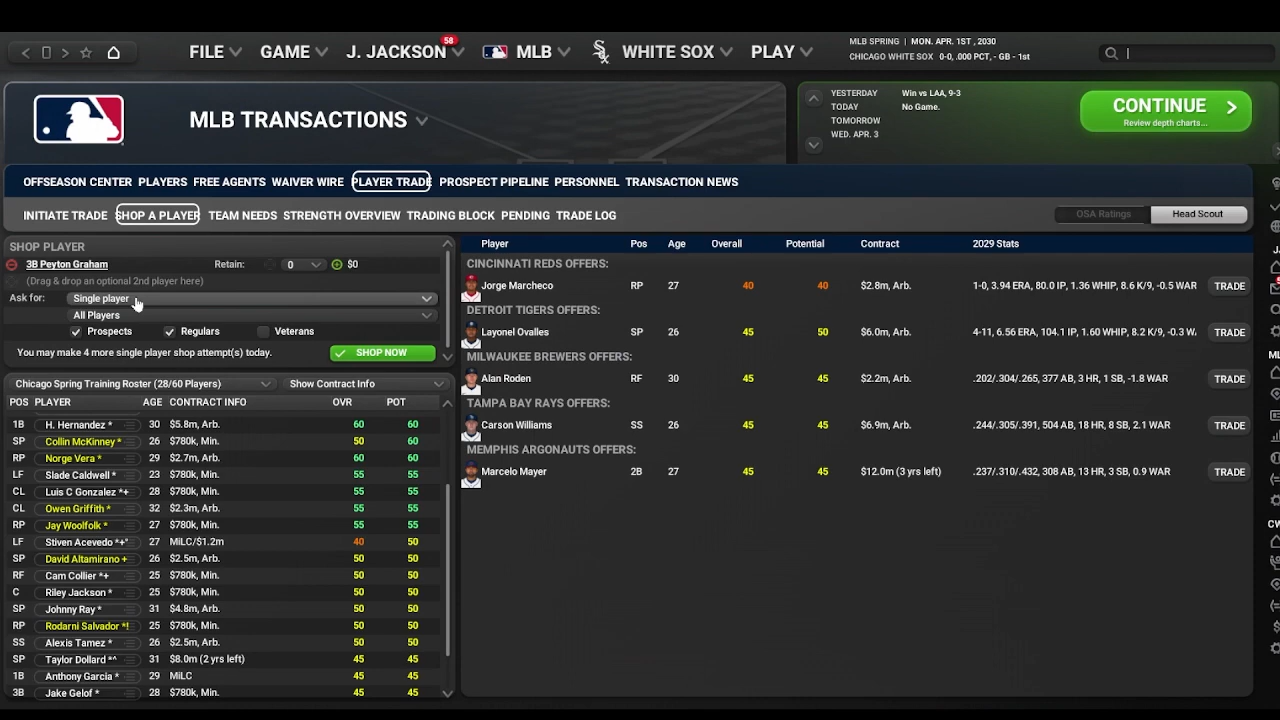 FILE GAME J. JACKSON 58 MLB WHITE SOX PLAY
MLB SPRING | MON. APR. 1ST , 2030
CHICAGO WHITE SOX 0-0, .000 PCT, - GB - 1st
MLB TRANSACTIONS
YESTERDAY Win vs LAA, 9-3
TODAY No Game.
TOMORROW
WED. APR. 3
CONTINUE
Review depth charts...
OFFSEASON CENTER PLAYERS FREE AGENTS WAIVER WIRE PLAYER TRADE PROSPECT PIPELINE PERSONNEL TRANSACTION NEWS
INITIATE TRADE SHOP A PLAYER TEAM NEEDS STRENGTH OVERVIEW TRADING BLOCK PENDING TRADE LOG OSA Ratings Head Scout
SHOP PLAYER
3B Peyton Graham Retain: 0 $0
(Drag & drop an optional 2nd player here)
Ask for: Single player
All Players
Prospects Regulars Veterans
You may make 4 more single player shop attempt(s) today. SHOP NOW
Chicago Spring Training Roster (28/60 Players) Show Contract Info
POS PLAYER AGE CONTRACT INFO OVR POT
1B H. Hernandez * 30 $5.8m, Arb. 60 60
SP Collin McKinney * 26 $780k, Min. 50 60
RP Norge Vera * 29 $2.7m, Arb. 60 60
LF Slade Caldwell * 23 $780k, Min. 55 55
CL Luis C Gonzalez *+ 28 $780k, Min. 55 55
CL Owen Griffith * 32 $2.3m, Arb. 55 55
RP Jay Woolfolk * 27 $780k, Min. 55 55
LF Stiven Acevedo *+° 27 MiLC/$1.2m 40 50
SP David Altamirano + 26 $2.5m, Arb. 50 50
RF Cam Collier *+ 25 $780k, Min. 50 50
C Riley Jackson * 25 $780k, Min. 50 50
SP Johnny Ray * 31 $4.8m, Arb. 50 50
RP Rodarni Salvador *! 25 $780k, Min. 50 50
SS Alexis Tamez * 26 $2.5m, Arb. 50 50
SP Taylor Dollard *^ 31 $8.0m (2 yrs left) 45 45
1B Anthony Garcia * 29 MiLC 45 45
3B Jake Gelof * 28 $780k, Min. 45 45
Player Pos Age Overall Potential Contract 2029 Stats
CINCINNATI REDS OFFERS:
Jorge Marcheco RP 27 40 40 $2.8m, Arb. 1-0, 3.94 ERA, 80.0 IP, 1.36 WHIP, 8.6 K/9, -0.5 WAR TRADE
DETROIT TIGERS OFFERS:
Layonel Ovalles SP 26 45 50 $6.0m, Arb. 4-11, 6.56 ERA, 104.1 IP, 1.60 WHIP, 8.2 K/9, -0.3 W. TRADE
MILWAUKEE BREWERS OFFERS:
Alan Roden RF 30 45 45 $2.2m, Arb. .202/.304/.265, 377 AB, 3 HR, 1 SB, -1.8 WAR TRADE
TAMPA BAY RAYS OFFERS:
Carson Williams SS 26 45 45 $6.9m, Arb. .244/.305/.391, 504 AB, 18 HR, 8 SB, 2.1 WAR TRADE
MEMPHIS ARGONAUTS OFFERS:
Marcelo Mayer 2B 27 45 45 $12.0m (3 yrs left) .237/.310/.432, 308 AB, 13 HR, 3 SB, 0.9 WAR TRADE